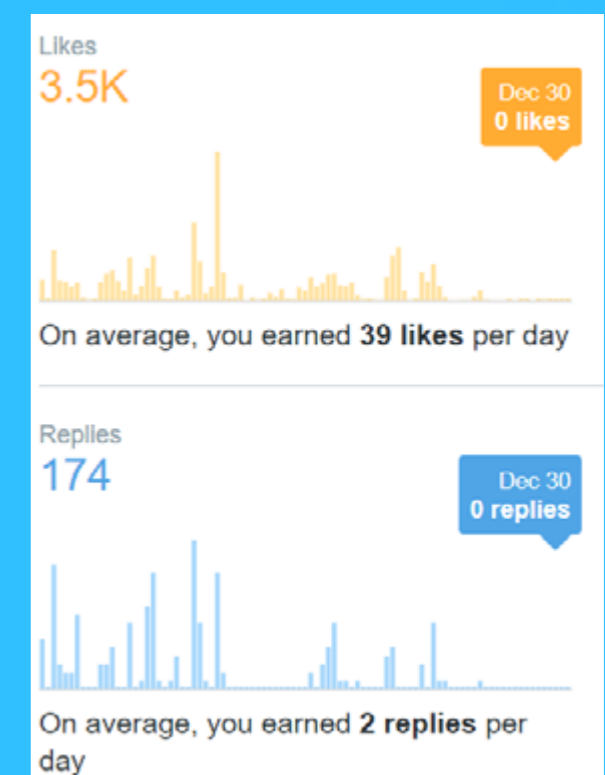 Likes
3.5K
Dec 30
0 likes
On average, you earned 39 likes per day
Replies
174
Dec 30
0 replies
On average, you earned 2 replies per
day